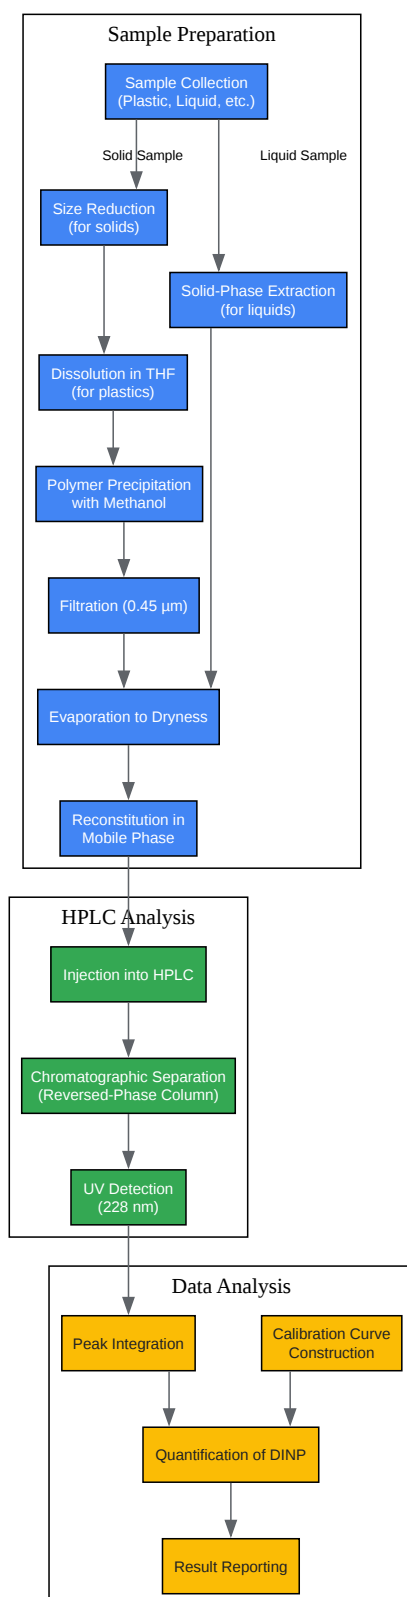 Sample Preparation
Sample Collection
(Plastic, Liquid, etc.)
Solid Sample
Liquid Sample
Size Reduction
(for solids)
Solid-Phase Extraction
(for liquids)
Dissolution in THF
(for plastics)
Polymer Precipitation
with Methanol
Filtration (0.45 µm)
Evaporation to Dryness
Reconstitution in
Mobile Phase
HPLC Analysis
Injection into HPLC
Chromatographic Separation
(Reversed-Phase Column)
UV Detection
(228 nm)
Data Analysis
Peak Integration
Calibration Curve
Construction
Quantification of DINP
Result Reporting